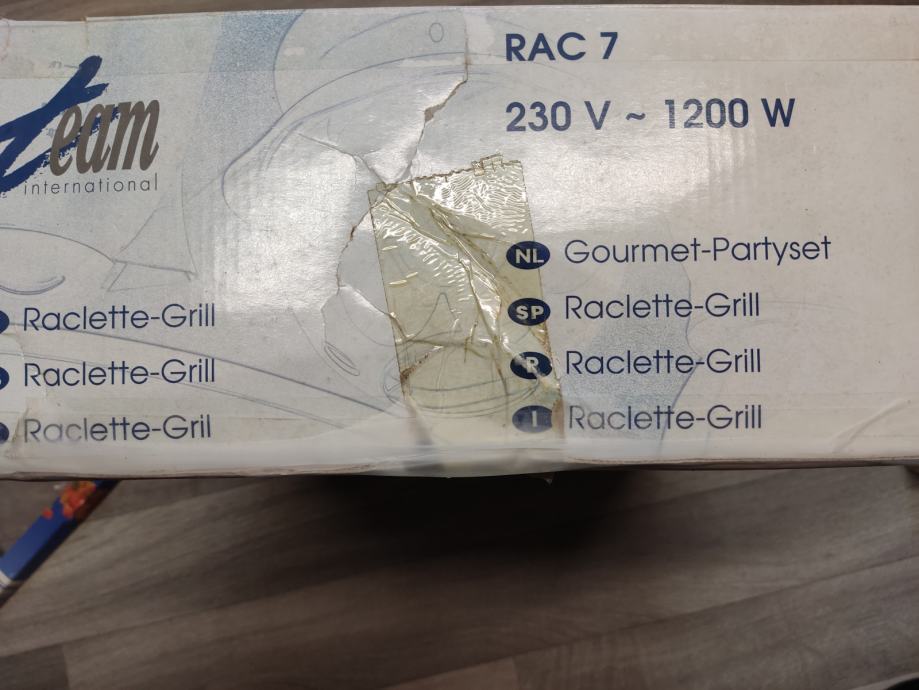 team
international
Raclette-Grill
Raclette-Grill
Raclette-Gril
RAC 7
230 V ~ 1200 W
NL Gourmet-Partyset
SP Raclette-Grill
P Raclette-Grill
I Raclette-Grill